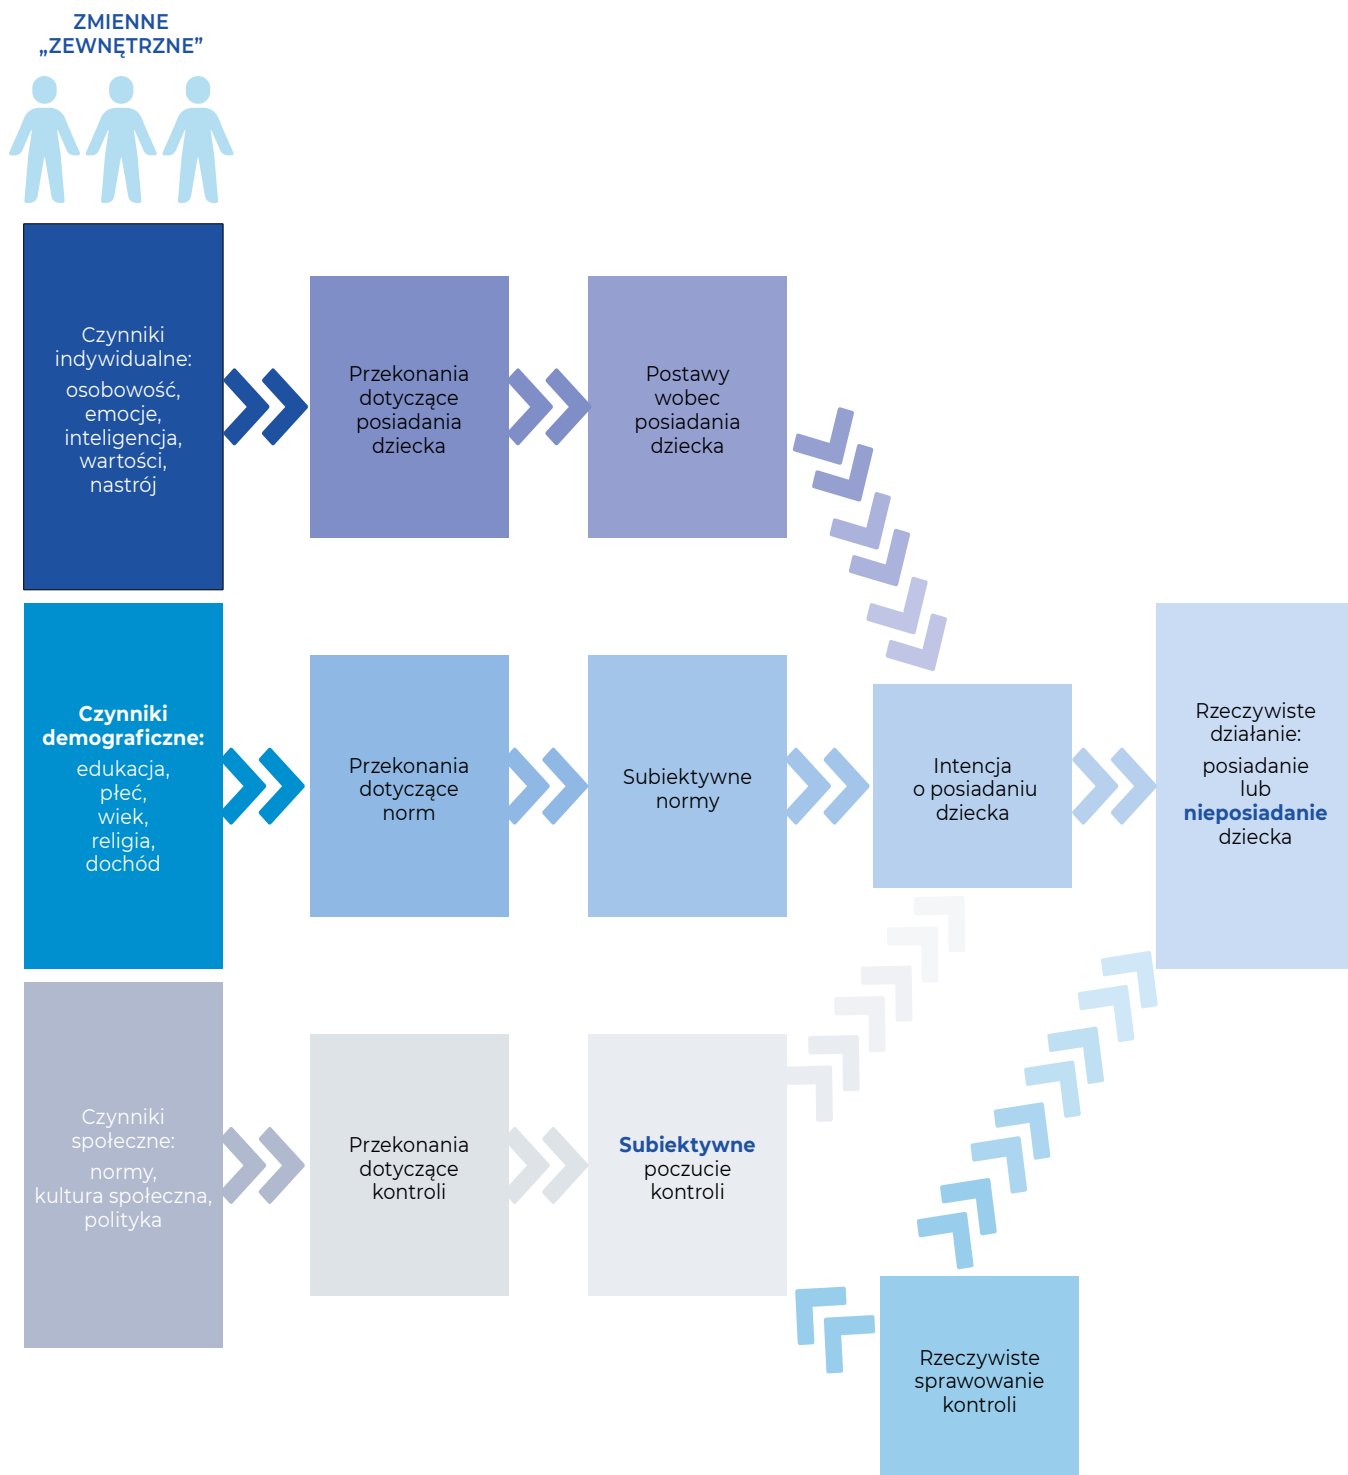 ZMIENNE
„ZEWNĘTRZNE”
Czynniki
indywidualne:
osobowość,
emocje,
inteligencja,
wartości,
nastrój
Przekonania
dotyczące
posiadania
dziecka
Postawy
wobec
posiadania
dziecka
Czynniki
demograficzne:
edukacja,
płeć,
wiek,
religia,
dochód
Przekonania
dotyczące
norm
Subiektywne
normy
Intencja
o posiadaniu
dziecka
Rzeczywiste
działanie:
posiadanie
lub
nieposiadanie
dziecka
Czynniki
społeczne:
normy,
kultura społeczna,
polityka
Przekonania
dotyczące
kontroli
Subiektywne
poczucie
kontroli
Rzeczywiste
sprawowanie
kontroli